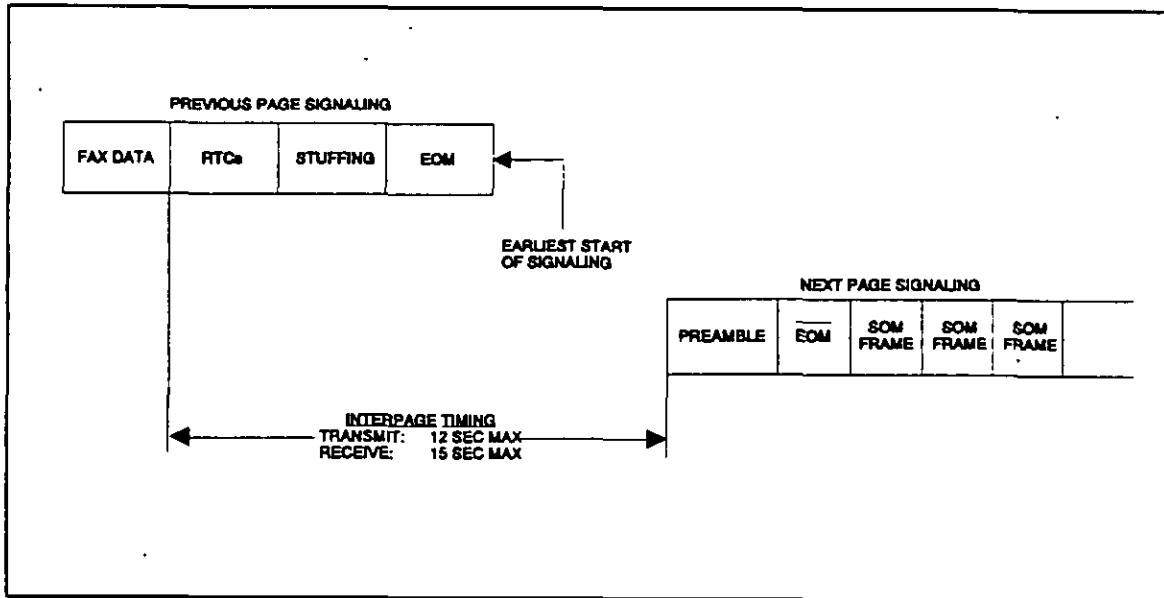 PREVIOUS PAGE SIGNALING
FAX DATA
RTCs
STUFFING
EOM
EARLIEST START
OF SIGNALING
NEXT PAGE SIGNALING
PREAMBLE
EOM
SOM
FRAME
SOM
FRAME
SOM
FRAME
INTERPAGE TIMING
TRANSMIT: 12 SEC MAX
RECEIVE: 15 SEC MAX